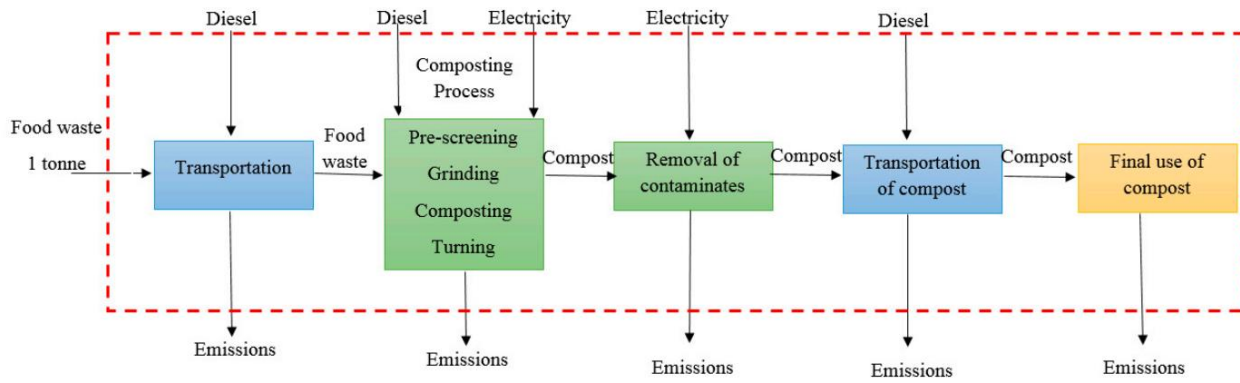 Diesel
Diesel
Electricity
Electricity
Diesel
Composting
Process
Food waste
1 tonne
Transportation
Food
waste
Pre-screening
Grinding
Composting
Turning
Compost
Removal of
contaminates
Compost
Transportation
of compost
Compost
Final use of
compost
Emissions
Emissions
Emissions
Emissions
Emissions